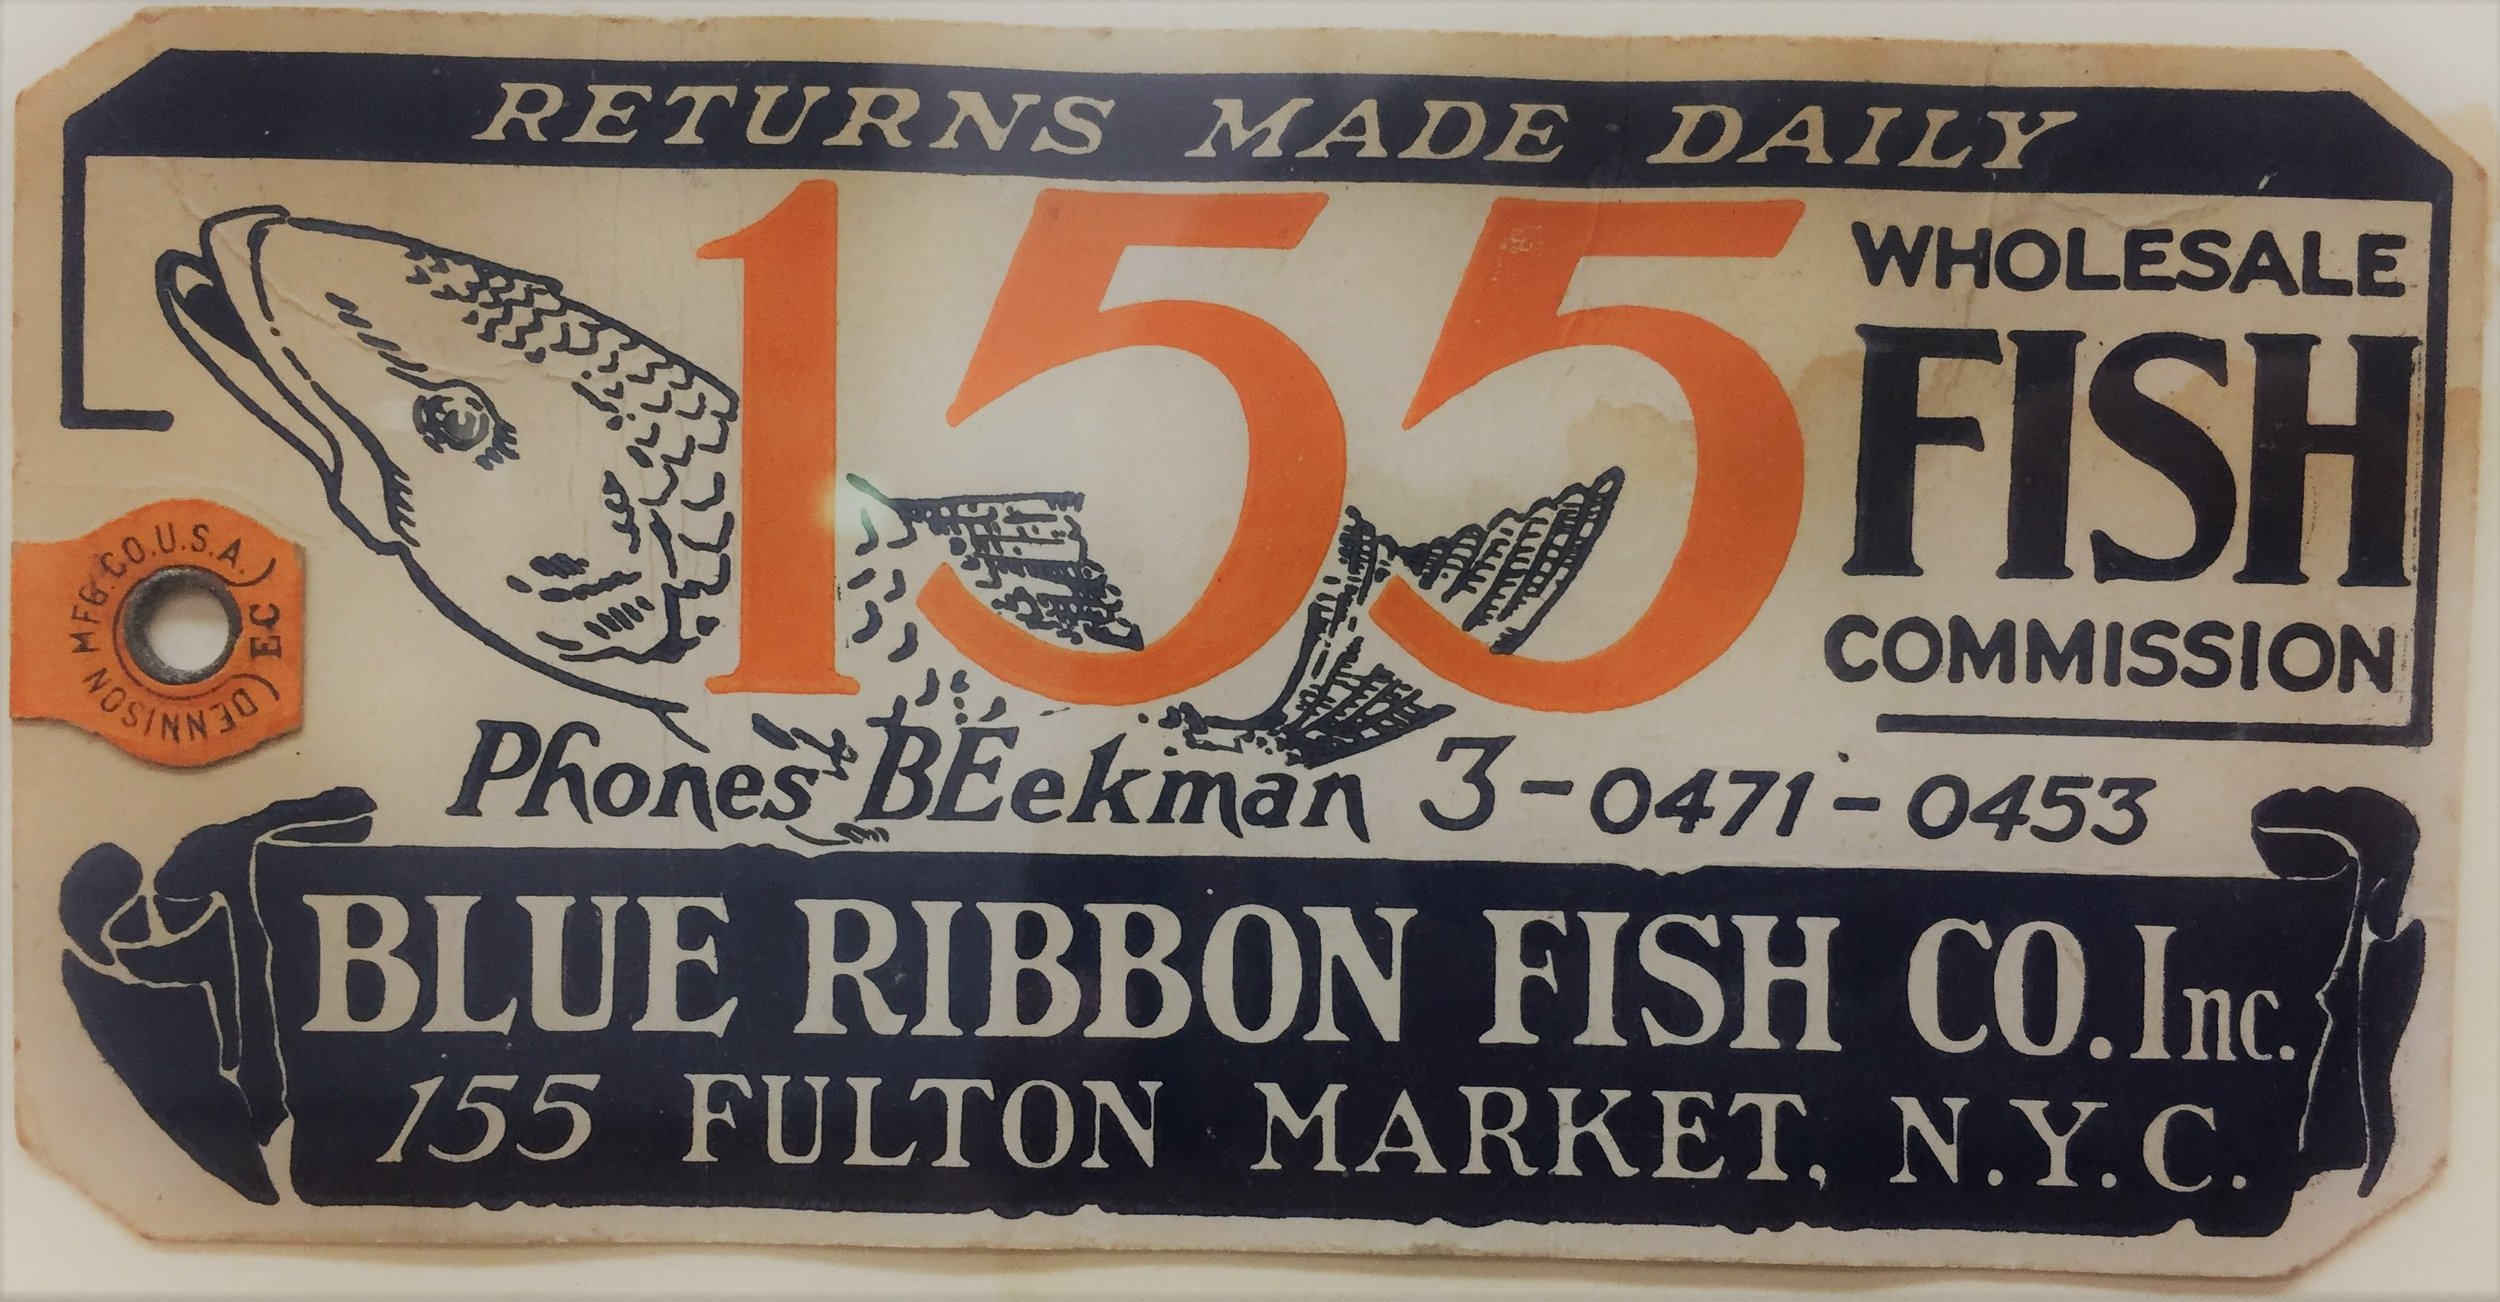 RETURNS MADE DAILY
155
WHOLESALE
FISH
COMMISSION
(DENNISON MFG. CO. U.S.A.)
EC
Phones BEekman 3-0471-0453
BLUE RIBBON FISH CO. Inc.
155 FULTON MARKET, N.Y.C.